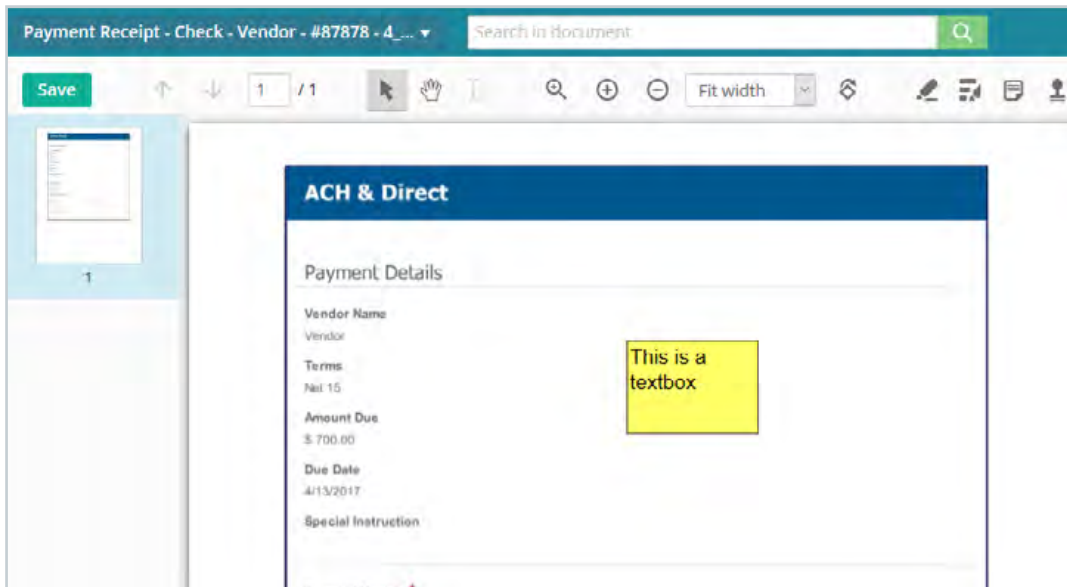 Payment Receipt - Check - Vendor - #87878 - 4_...
Search in document
Save
1 / 1
Fit width
1
ACH & Direct
Payment Details
Vendor Name
Vendor
Terms
Net 15
Amount Due
$ 700.00
Due Date
4/13/2017
Special Instruction
This is a
textbox